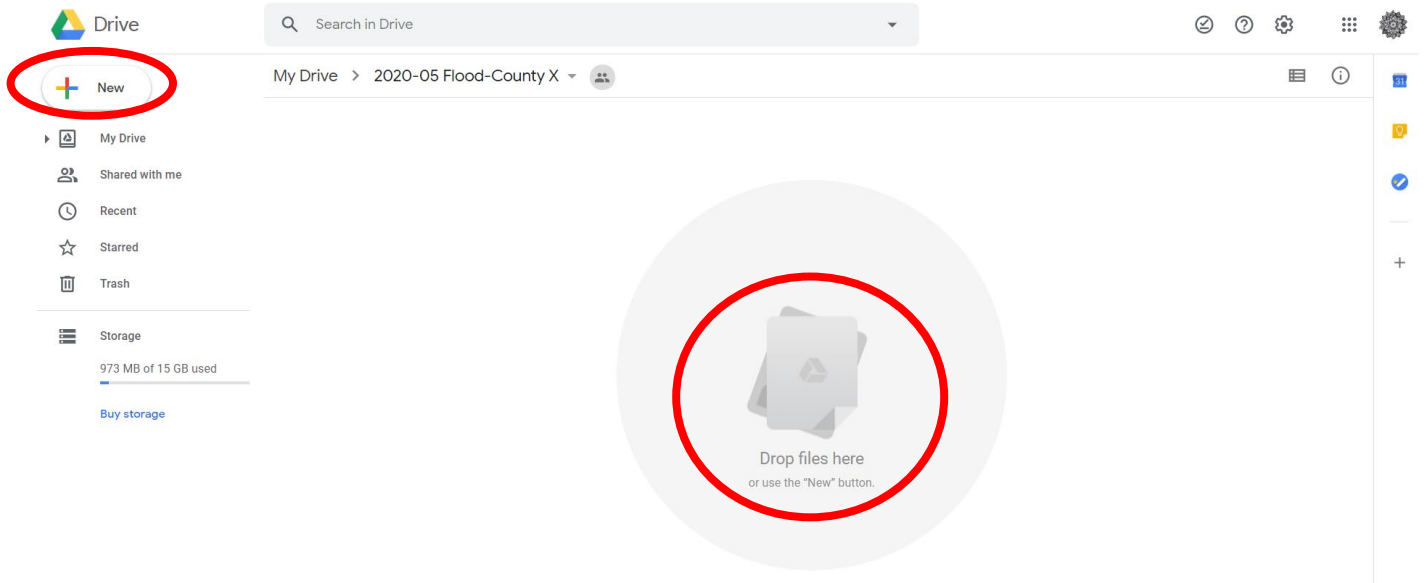 Drive
Search in Drive
New
My Drive > 2020-05 Flood-County X
My Drive
Shared with me
Recent
Starred
Trash
Storage
973 MB of 15 GB used
Buy storage
Drop files here
or use the "New" button.
31